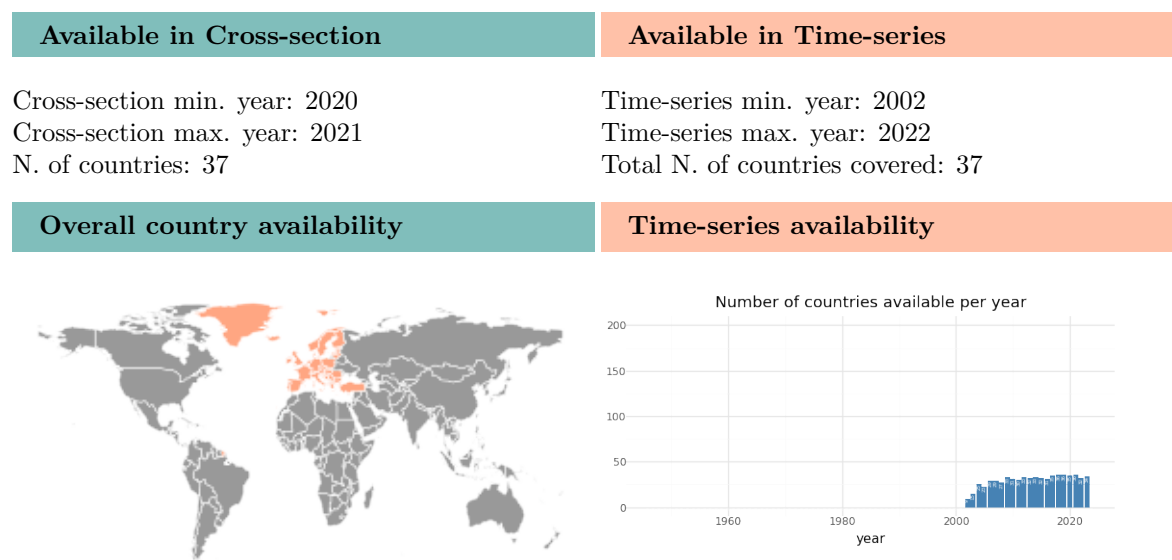 Available in Cross-section
Cross-section min. year: 2020
Cross-section max. year: 2021
N. of countries: 37
Available in Time-series
Time-series min. year: 2002
Time-series max. year: 2022
Total N. of countries covered: 37
Overall country availability
Time-series availability
Number of countries available per year
200
150
100
50
0
1960 1980 2000 2020
year